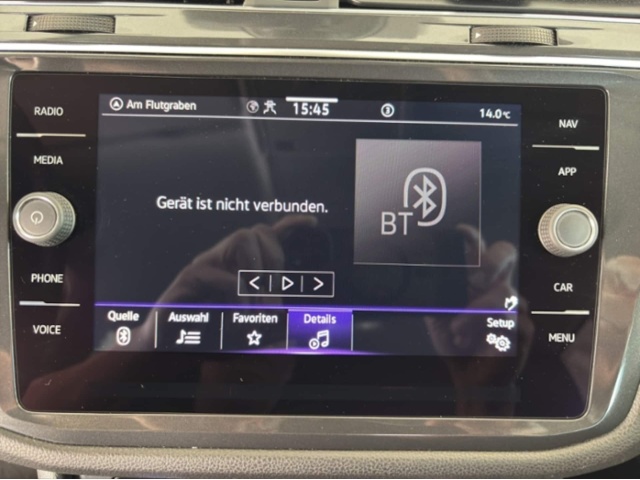 RADIO
MEDIA
PHONE
VOICE
Am Flutgraben
15:45
3
14.0°C
Gerät ist nicht verbunden.
BT
Quelle
Auswahl
Favoriten
Details
Setup
NAV
APP
CAR
MENU